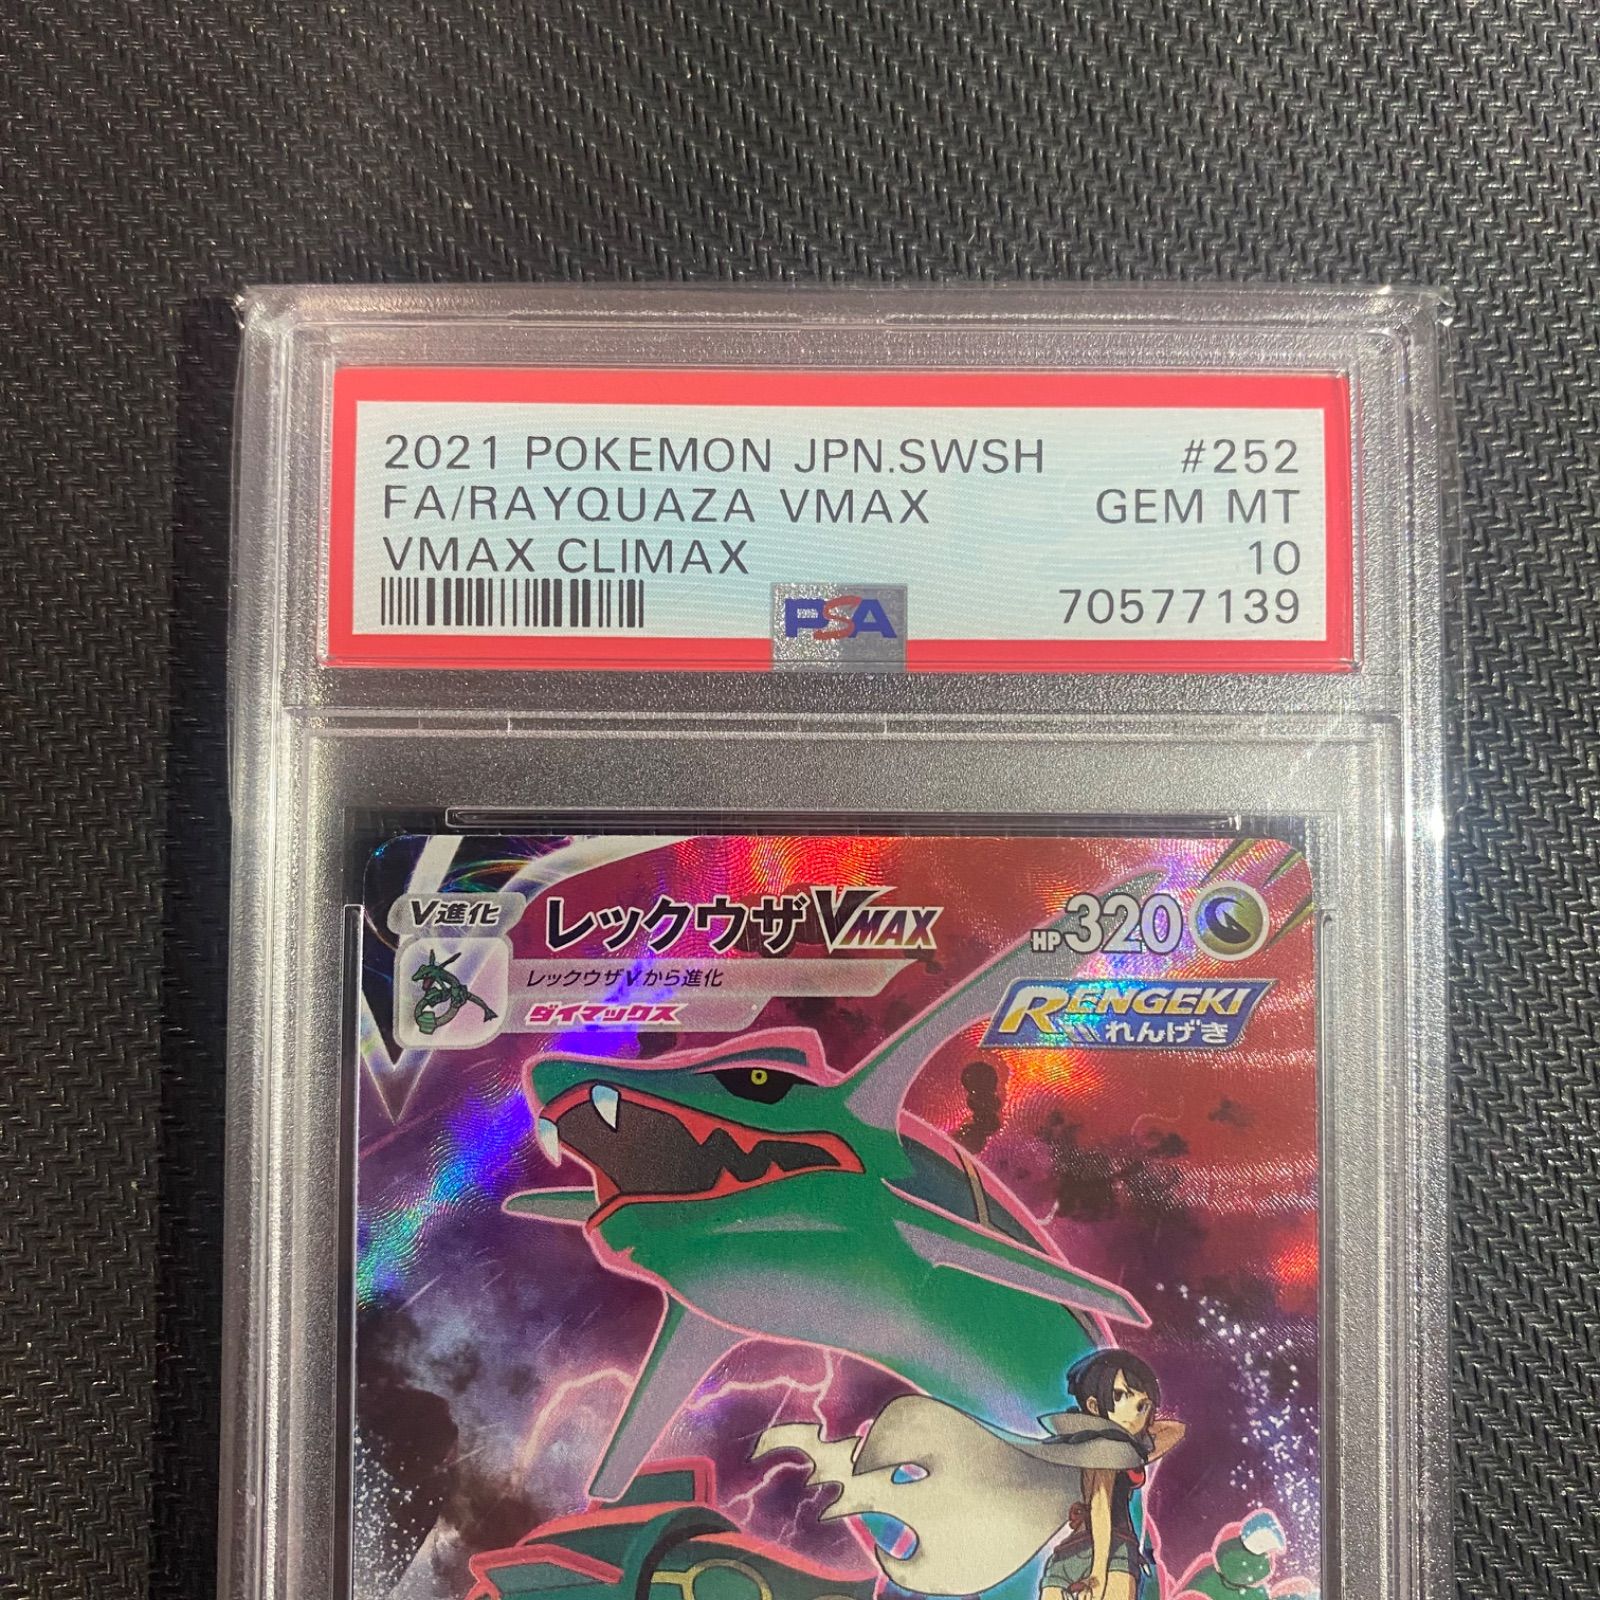 2021 POKEMON JPN.SWSH #252
FA/RAYQUAZA VMAX GEM MT
VMAX CLIMAX 10
PSA 70577139
V進化 レックウザVMAX HP320
レックウザVから進化
ダイマックス
RENGEKI
れんげき